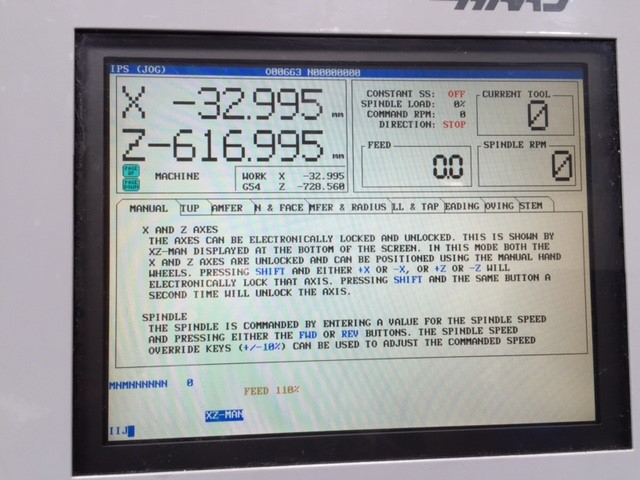 HAAS
IPS (JOG) O00663 N00000000
X -32.995 mm
Z-616.995 mm
PAGE UP
PAGE DOWN
MACHINE
WORK X -32.995
G54 Z -728.560
CONSTANT SS: OFF
SPINDLE LOAD: 0%
COMMAND RPM: 0
DIRECTION: STOP
CURRENT TOOL
0
FEED
0.0
SPINDLE RPM
0
MANUAL TUP AMFER N & FACE MFER & RADIUS LL & TAP EADING OVING STEM
X AND Z AXES
THE AXES CAN BE ELECTRONICALLY LOCKED AND UNLOCKED. THIS IS SHOWN BY
XZ-MAN DISPLAYED AT THE BOTTOM OF THE SCREEN. IN THIS MODE BOTH THE
X AND Z AXES ARE UNLOCKED AND CAN BE POSITIONED USING THE MANUAL HAND
WHEELS. PRESSING SHIFT AND EITHER +X OR -X, OR +Z OR -Z WILL
ELECTRONICALLY LOCK THAT AXIS. PRESSING SHIFT AND THE SAME BUTTON A
SECOND TIME WILL UNLOCK THE AXIS.
SPINDLE
THE SPINDLE IS COMMANDED BY ENTERING A VALUE FOR THE SPINDLE SPEED
AND PRESSING EITHER THE FWD OR REV BUTTONS. THE SPINDLE SPEED
OVERRIDE KEYS (+/-10%) CAN BE USED TO ADJUST THE COMMANDED SPEED
MNMNNNNNN 0
FEED 110%
XZ-MAN
IIJ